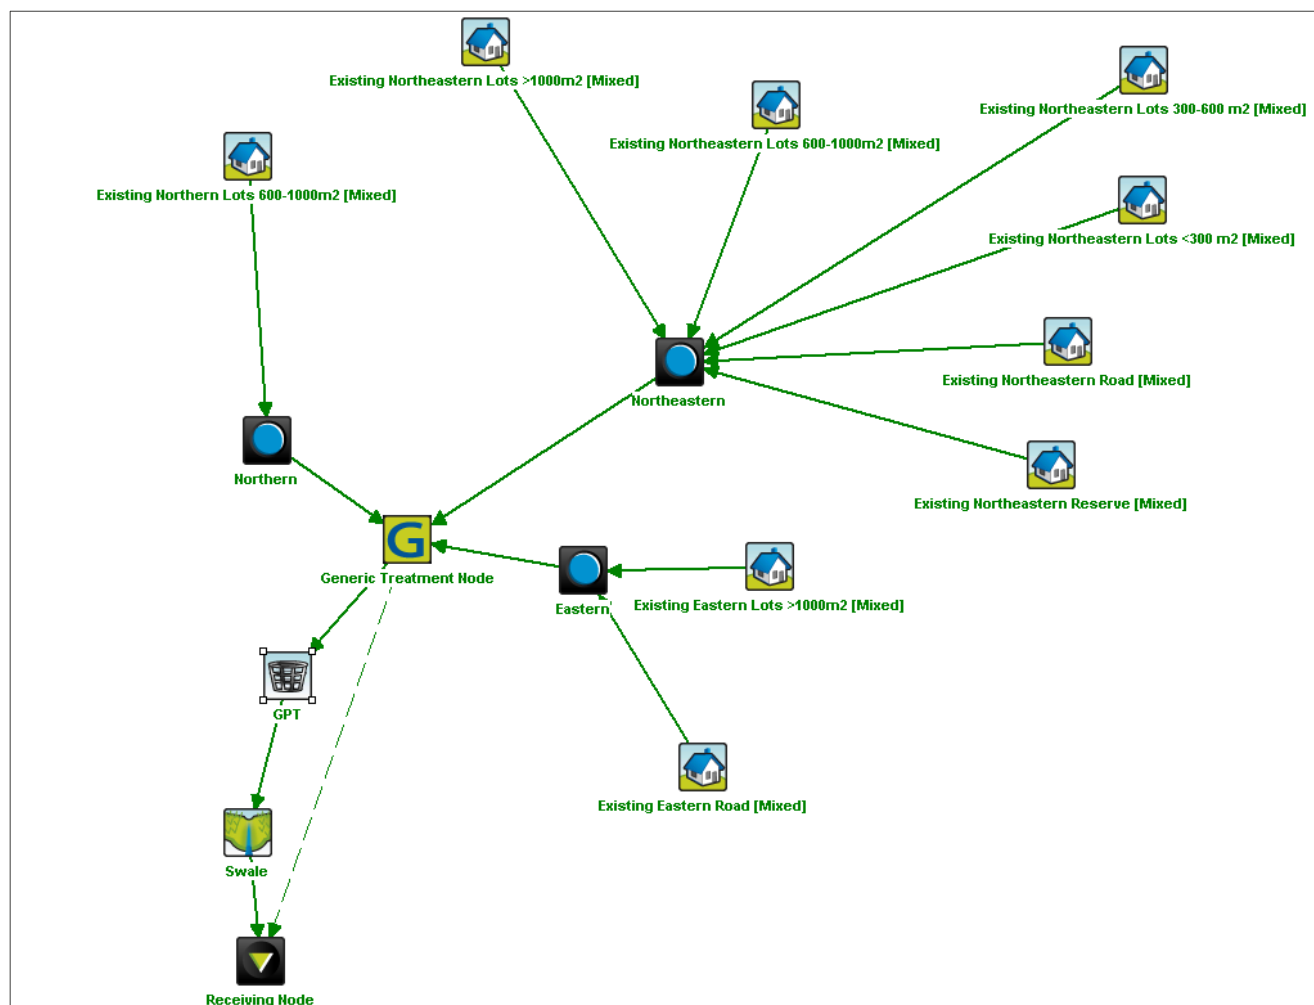 Existing Northeastern Lots >1000m2 [Mixed]
Existing Northeastern Lots 300-600 m2 [Mixed]
Existing Northeastern Lots 600-1000m2 [Mixed]
Existing Northern Lots 600-1000m2 [Mixed]
Existing Northeastern Lots <300 m2 [Mixed]
Existing Northeastern Road [Mixed]
Northeastern
Northern
Existing Northeastern Reserve [Mixed]
G
Generic Treatment Node
Eastern
Existing Eastern Lots >1000m2 [Mixed]
GPT
Existing Eastern Road [Mixed]
Swale
Receiving Node